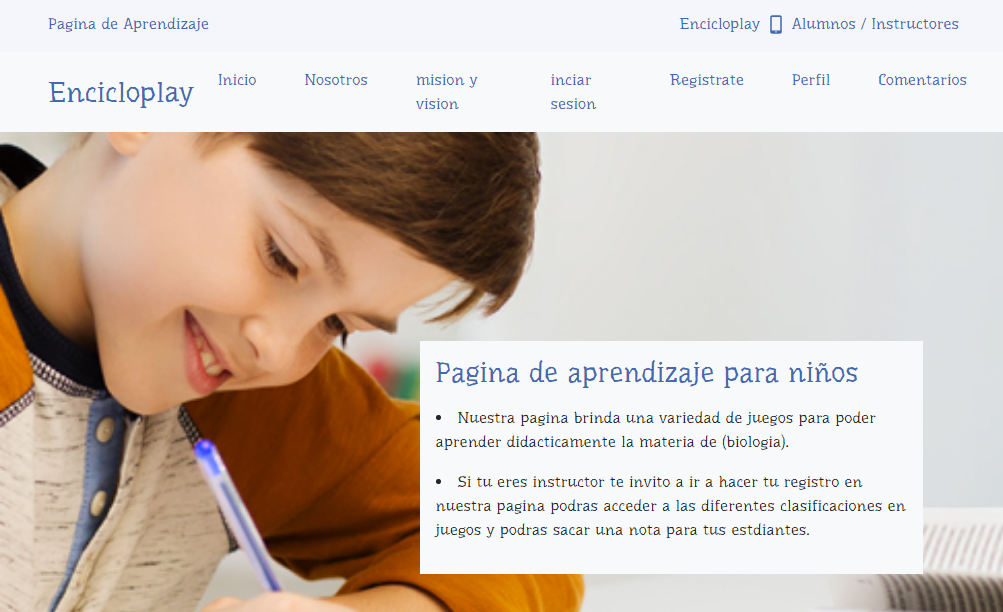 Pagina de Aprendizaje
Encicloplay
Alumnos / Instructores
Encicloplay
Inicio
Nosotros
mision y
vision
inciar
sesion
Registrate
Perfil
Comentarios
Pagina de aprendizaje para niños
• Nuestra pagina brinda una variedad de juegos para poder
aprender didacticamente la materia de (biologia).
• Si tu eres instructor te invito a ir a hacer tu registro en
nuestra pagina podras acceder a las diferentes clasificaciones en
juegos y podras sacar una nota para tus estdiantes.